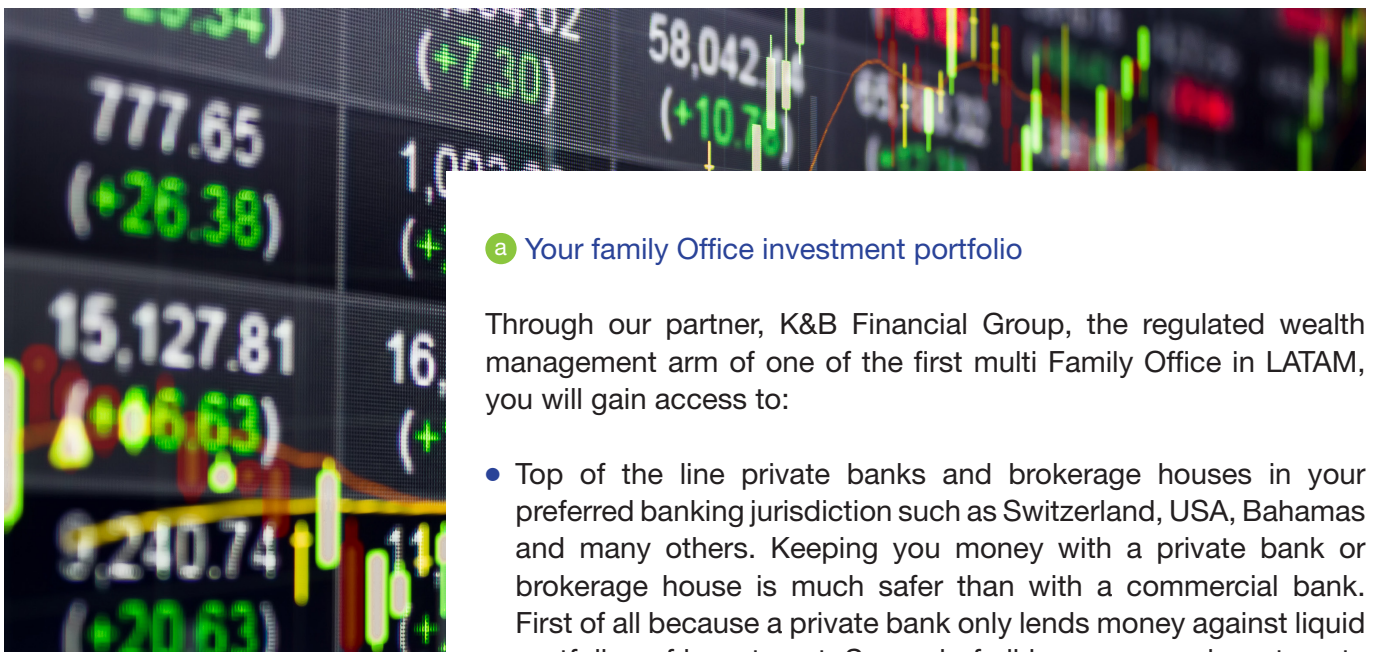 777.65
(+26.38)
(+7.30)
58,042
(+10.78)
15,127.81
16,
9,240.74
(+20.63)
a Your family Office investment portfolio
Through our partner, K&B Financial Group, the regulated wealth
management arm of one of the first multi Family Office in LATAM,
you will gain access to:
• Top of the line private banks and brokerage houses in your
preferred banking jurisdiction such as Switzerland, USA, Bahamas
and many others. Keeping you money with a private bank or
brokerage house is much safer than with a commercial bank.
First of all because a private bank only lends money against liquid